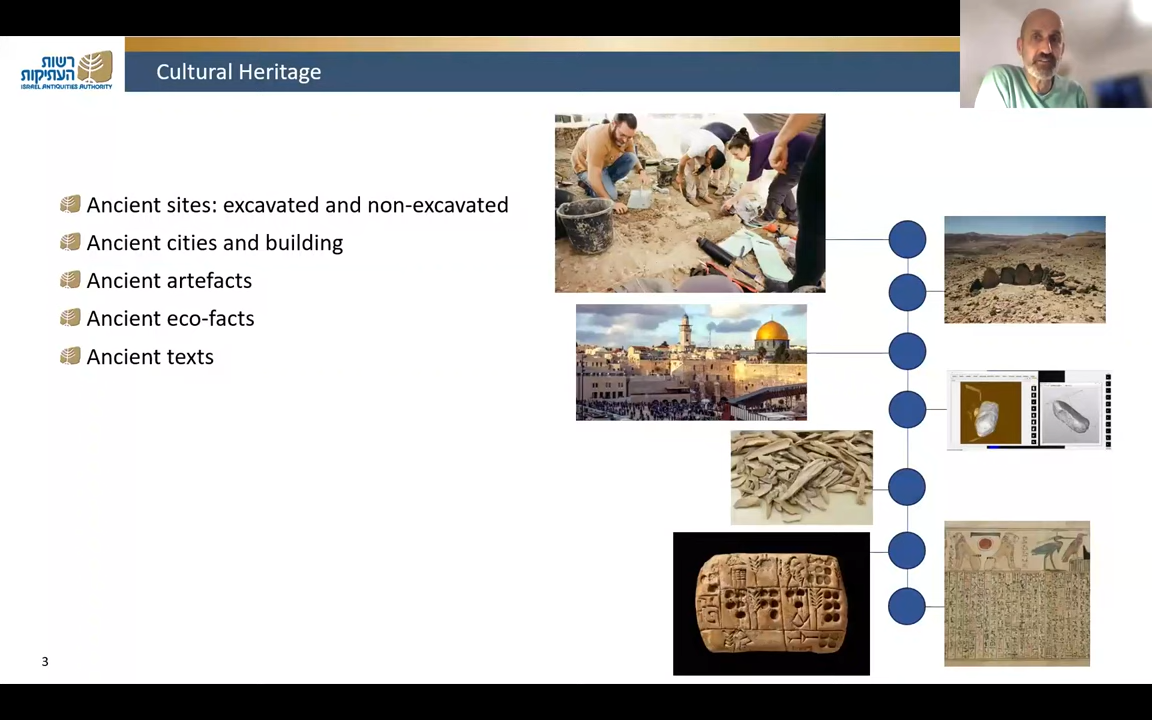 רשות
העתיקות
ISRAEL ANTIQUITIES AUTHORITY
Cultural Heritage
Ancient sites: excavated and non-excavated
Ancient cities and building
Ancient artefacts
Ancient eco-facts
Ancient texts
3